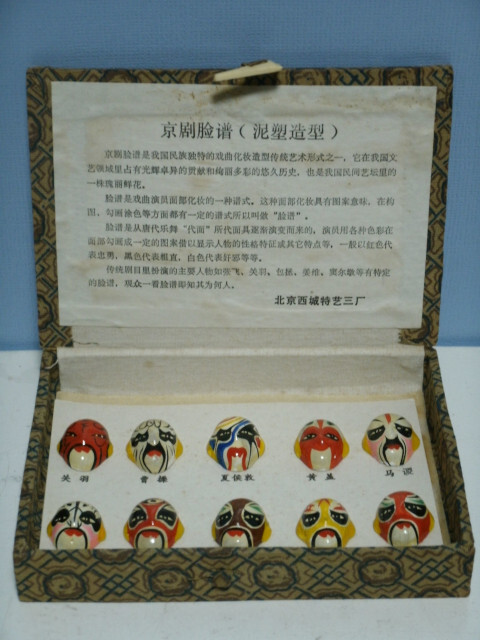 京剧脸谱（泥塑造型）
京剧脸谱是我国民族独特的戏曲化妆造型传统艺术形式之一，它在我国文
艺领域里占有光辉卓异的贡献和绚丽多彩的悠久历史，也是我国民间艺坛里的
一株瑰丽鲜花。
脸谱是戏曲演员面部化妆的一种谱式，这种面部化妆具有图案意味，在构
图，勾画涂色等方面都有一定的谱式所以叫做“脸谱”。
脸谱是从唐代乐舞“代面”所代面具逐渐演变而来的，演员用各种色彩在
面部勾画成一定的图案借以显示人物的性格特征或其它特点等，一般以红色代
表忠勇，黑色代表粗直，白色代表奸邪等等。
传统剧目里扮演的主要人物如张飞，关羽，包拯，姜维，窦尔墩等有特定
的脸谱，观众一看脸谱即知其为何人。
北京西城特艺三厂
关羽
曹操
夏侯敦
黄盖
马谡